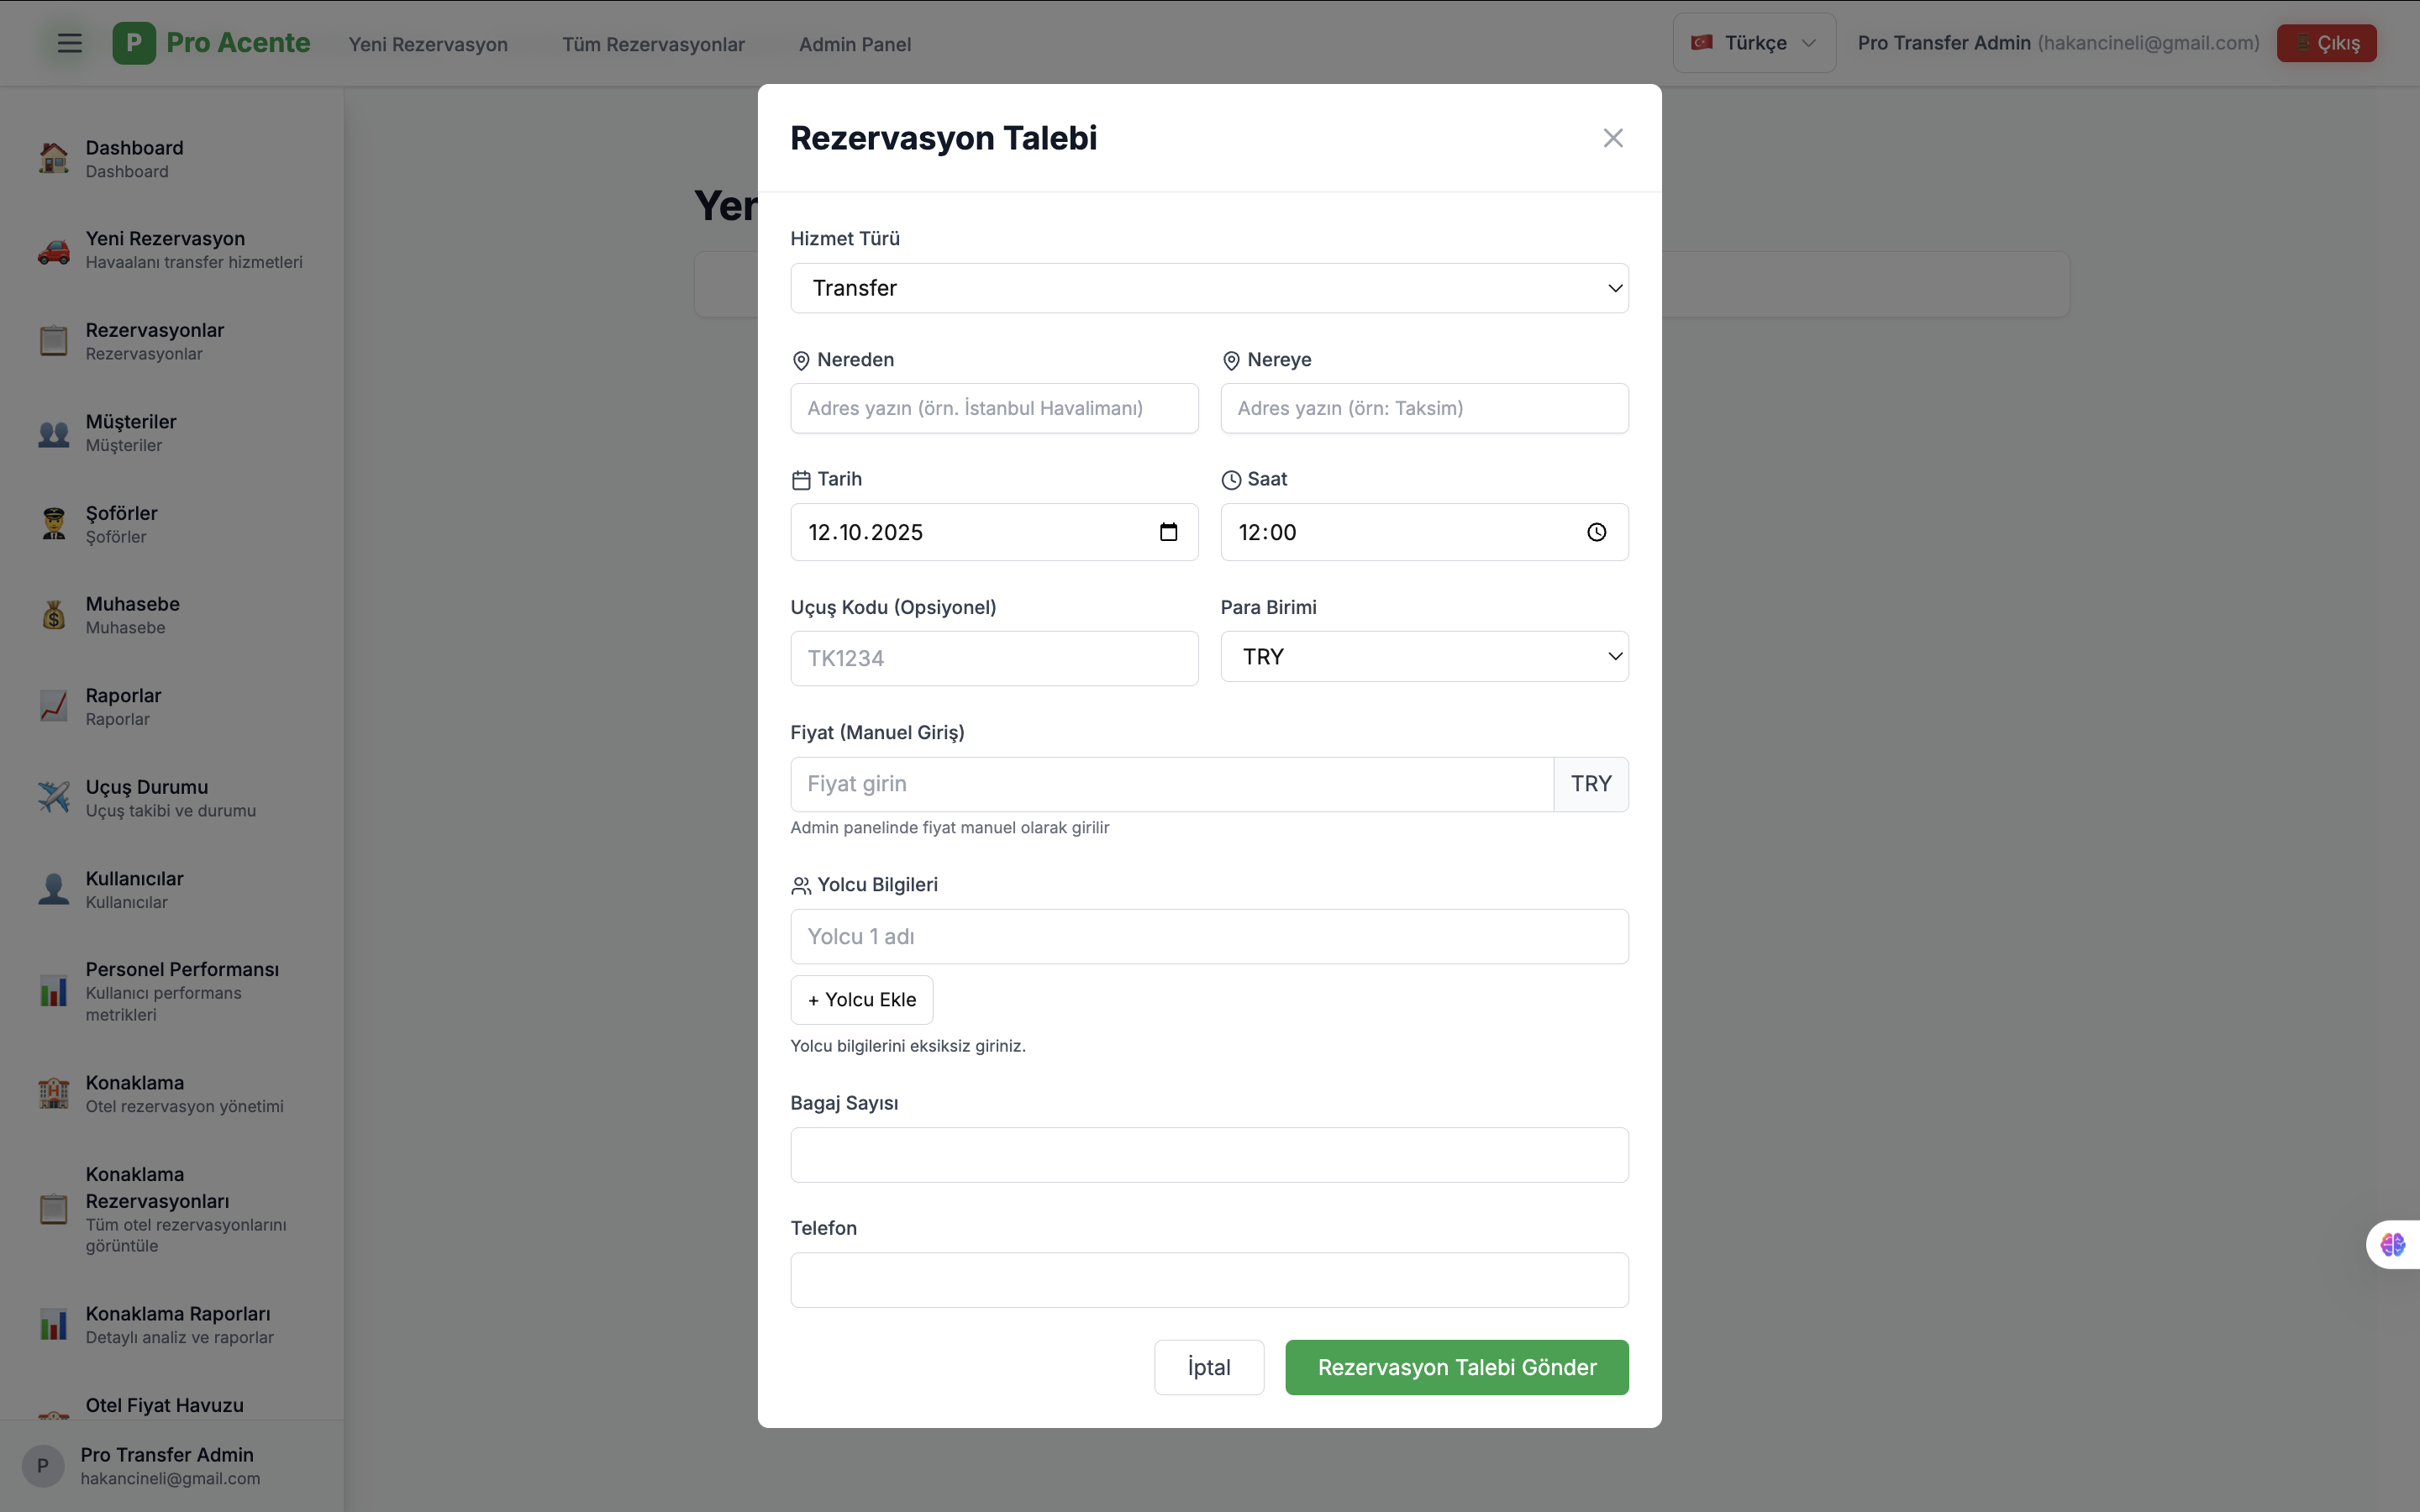 P Pro Acente
Yeni Rezervasyon
Tüm Rezervasyonlar
Admin Panel
Türkçe
Pro Transfer Admin (hakancineli@gmail.com)
Çıkış
Dashboard
Dashboard
Yeni Rezervasyon
Havaalanı transfer hizmetleri
Rezervasyonlar
Rezervasyonlar
Müşteriler
Müşteriler
Şoförler
Şoförler
Muhasebe
Muhasebe
Raporlar
Raporlar
Uçuş Durumu
Uçuş takibi ve durumu
Kullanıcılar
Kullanıcılar
Personel Performansı
Kullanıcı performans
metrikleri
Konaklama
Otel rezervasyon yönetimi
Konaklama
Rezervasyonları
Tüm otel rezervasyonlarını
görüntüle
Konaklama Raporları
Detaylı analiz ve raporlar
Otel Fiyat Havuzu
P
Pro Transfer Admin
hakancineli@gmail.com
Rezervasyon Talebi
Hizmet Türü
Transfer
Nereden
Nereye
Adres yazın (örn. İstanbul Havalimanı)
Adres yazın (örn: Taksim)
Tarih
Saat
12.10.2025
12:00
Uçuş Kodu (Opsiyonel)
Para Birimi
TK1234
TRY
Fiyat (Manuel Giriş)
Fiyat girin
TRY
Admin panelinde fiyat manuel olarak girilir
Yolcu Bilgileri
Yolcu 1 adı
+ Yolcu Ekle
Yolcu bilgilerini eksiksiz giriniz.
Bagaj Sayısı
Telefon
İptal
Rezervasyon Talebi Gönder